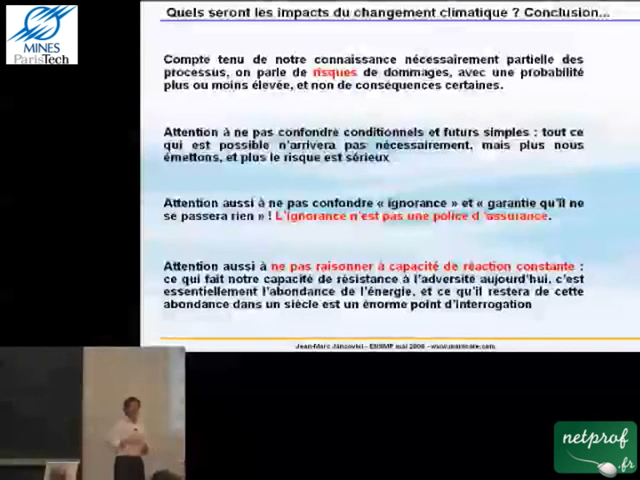 Quels seront les impacts du changement climatique ? Conclusion...
MINES
ParisTech
Compte tenu de notre connaissance nécessairement partielle des
processus, on parle de risques de dommages, avec une probabilité
plus ou moins élevée, et non de conséquences certaines.
Attention à ne pas confondre conditionnels et futurs simples : tout ce
qui est possible n'arrivera pas nécessairement, mais plus nous
émettons, et plus le risque est sérieux
Attention aussi à ne pas confondre « ignorance » et « garantie qu'il ne
se passera rien » ! L'ignorance n'est pas une police d'assurance.
Attention aussi à ne pas raisonner à capacité de réaction constante :
ce qui fait notre capacité de résistance à l'adversité aujourd'hui, c'est
essentiellement l'abondance de l'énergie, et ce qu'il restera de cette
abondance dans un siècle est un énorme point d'interrogation
Jean-Marc Jancovici - ENSMP mai 2008 - www.manicore.com
netprof
.fr